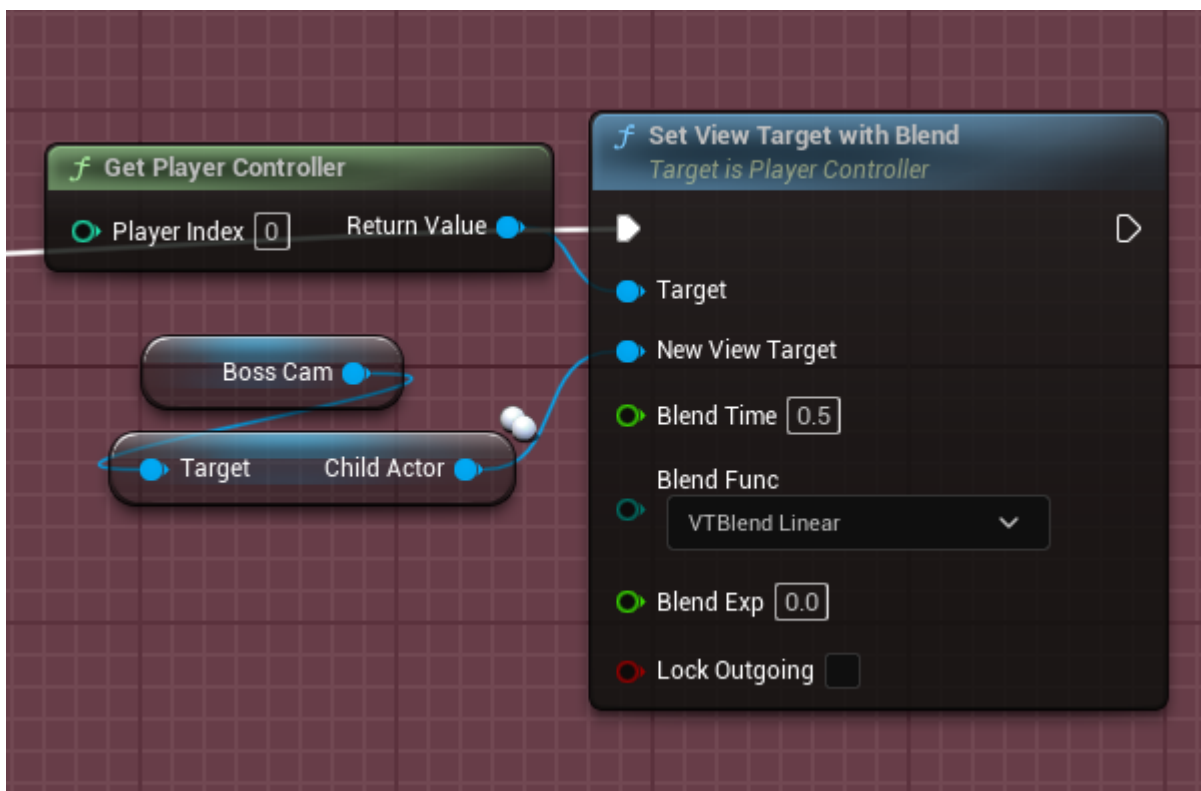 Get Player Controller
Player Index 0 Return Value
Boss Cam
Target Child Actor
Set View Target with Blend
Target is Player Controller
Target
New View Target
Blend Time 0.5
Blend Func
VTBlend Linear
Blend Exp 0.0
Lock Outgoing